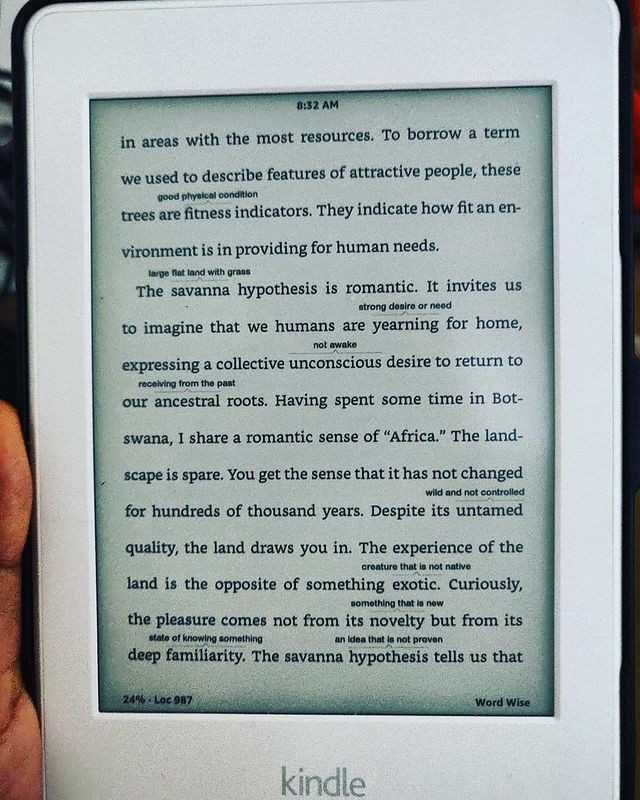 8:32 AM
in areas with the most resources. To borrow a term
we used to describe features of attractive people, these
good physical condition
trees are fitness indicators. They indicate how fit an en-
vironment is in providing for human needs.
large flat land with grass
The savanna hypothesis is romantic. It invites us
strong desire or need
to imagine that we humans are yearning for home,
not awake
expressing a collective unconscious desire to return to
receiving from the past
our ancestral roots. Having spent some time in Bot-
swana, I share a romantic sense of “Africa.” The land-
scape is spare. You get the sense that it has not changed
wild and not controlled
for hundreds of thousand years. Despite its untamed
quality, the land draws you in. The experience of the
creature that is not native
land is the opposite of something exotic. Curiously,
something that is new
the pleasure comes not from its novelty but from its
state of knowing something an idea that is not proven
deep familiarity. The savanna hypothesis tells us that
24% · Loc 987 Word Wise
kindle